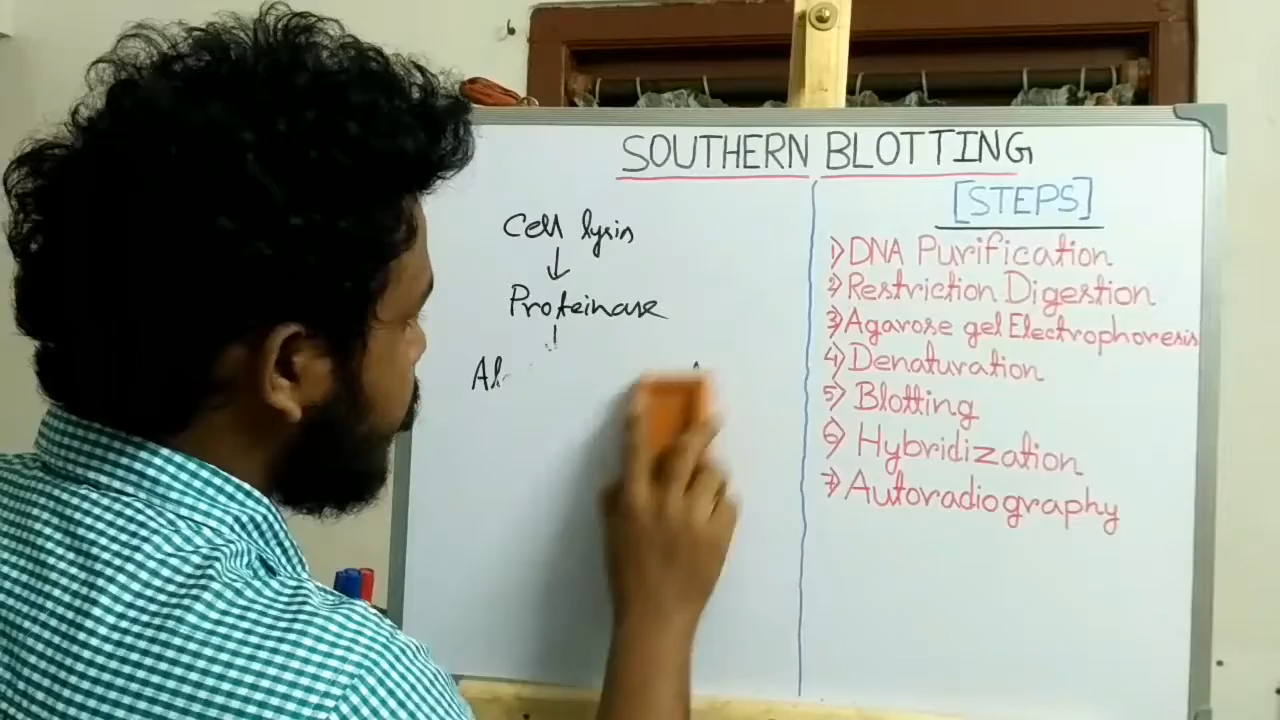 SOUTHERN BLOTTING
Cell lysis
↓
Proteinase
[STEPS]
1) DNA Purification
2) Restriction Digestion
3) Agarose gel Electrophoresis
4) Denaturation
5) Blotting
6) Hybridization
7) Autoradiography